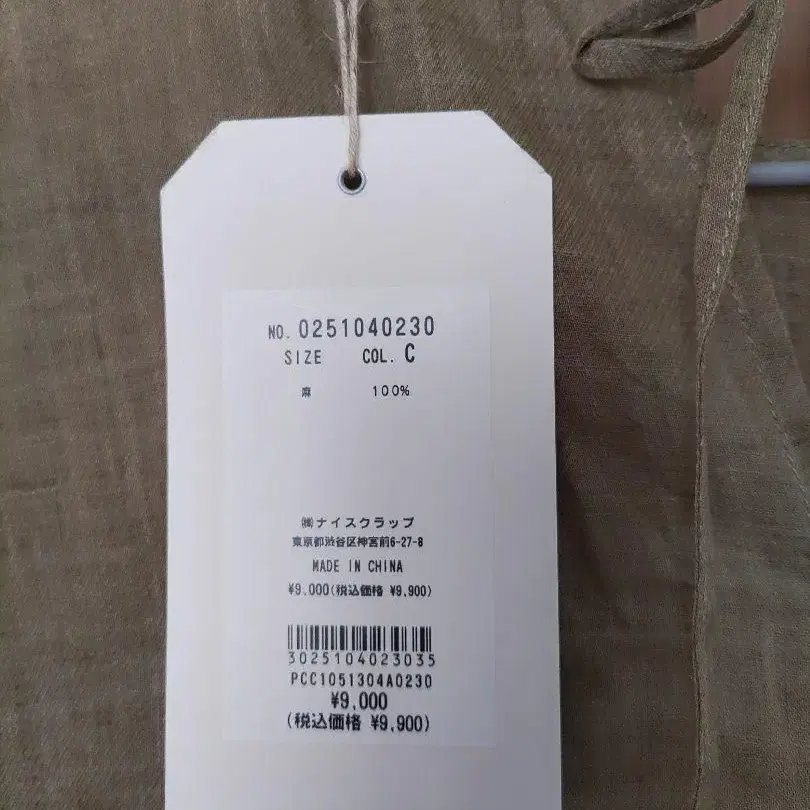 NO. 0251040230
SIZE COL. C
麻 100%
㈱ナイスクラップ
東京都渋谷区神宮前6-27-8
MADE IN CHINA
¥9,000(税込価格 ¥9,900)
3025104023035
PCC1051304A0230
¥9,000
(税込価格 ¥9,900)